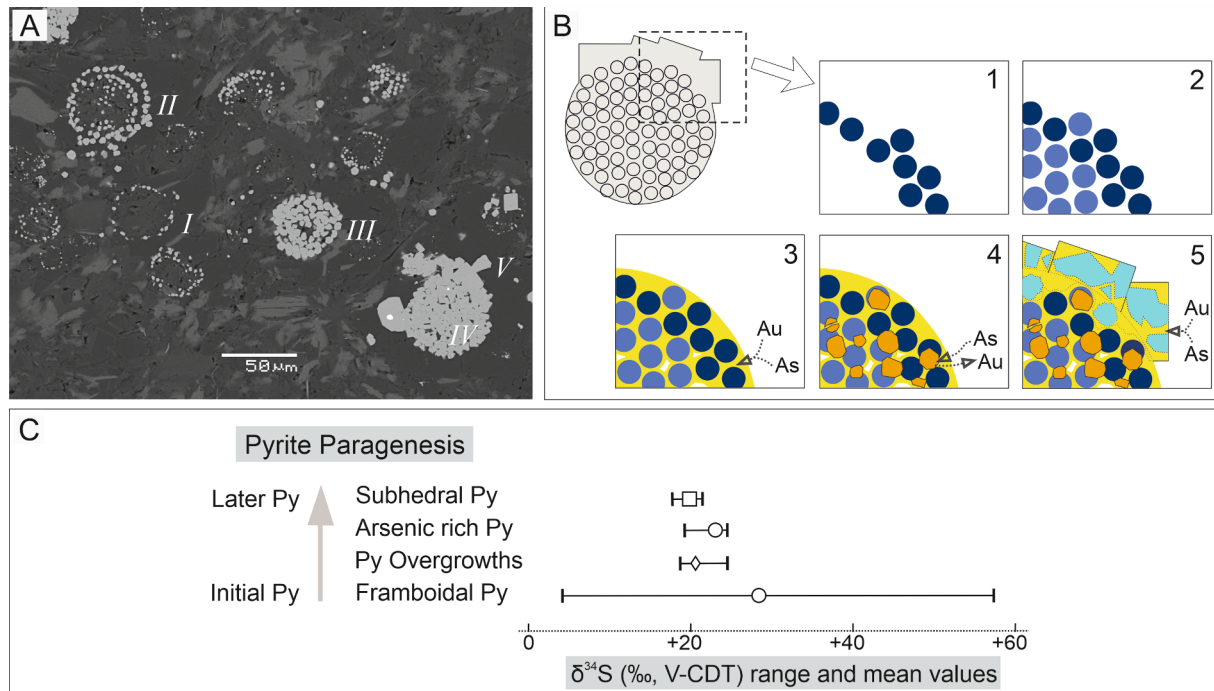 A
II
I
III
V
IV
50 µm
B
1
2
3
Au
As
4
As
Au
5
Au
As
C
Pyrite Paragenesis
Later Py
Subhedral Py
Arsenic rich Py
Py Overgrowths
Initial Py
Framboidal Py
0
+20
+40
+60
δ³⁴S (‰, V-CDT) range and mean values